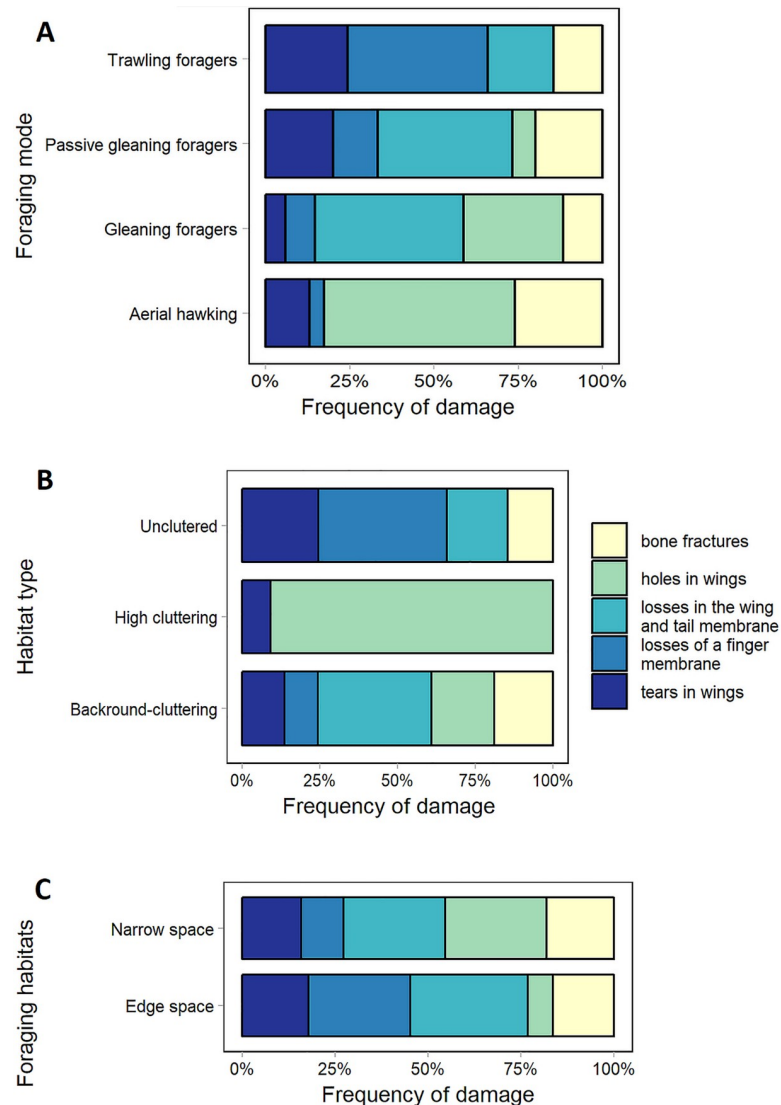 A
Foraging mode
Trawling foragers
Passive gleaning foragers
Gleaning foragers
Aerial hawking
0% 25% 50% 75% 100%
Frequency of damage
B
Habitat type
Unclutered
High cluttering
Backround-cluttering
0% 25% 50% 75% 100%
Frequency of damage
bone fractures
holes in wings
losses in the wing
and tail membrane
losses of a finger
membrane
tears in wings
C
Foraging habitats
Narrow space
Edge space
0% 25% 50% 75% 100%
Frequency of damage